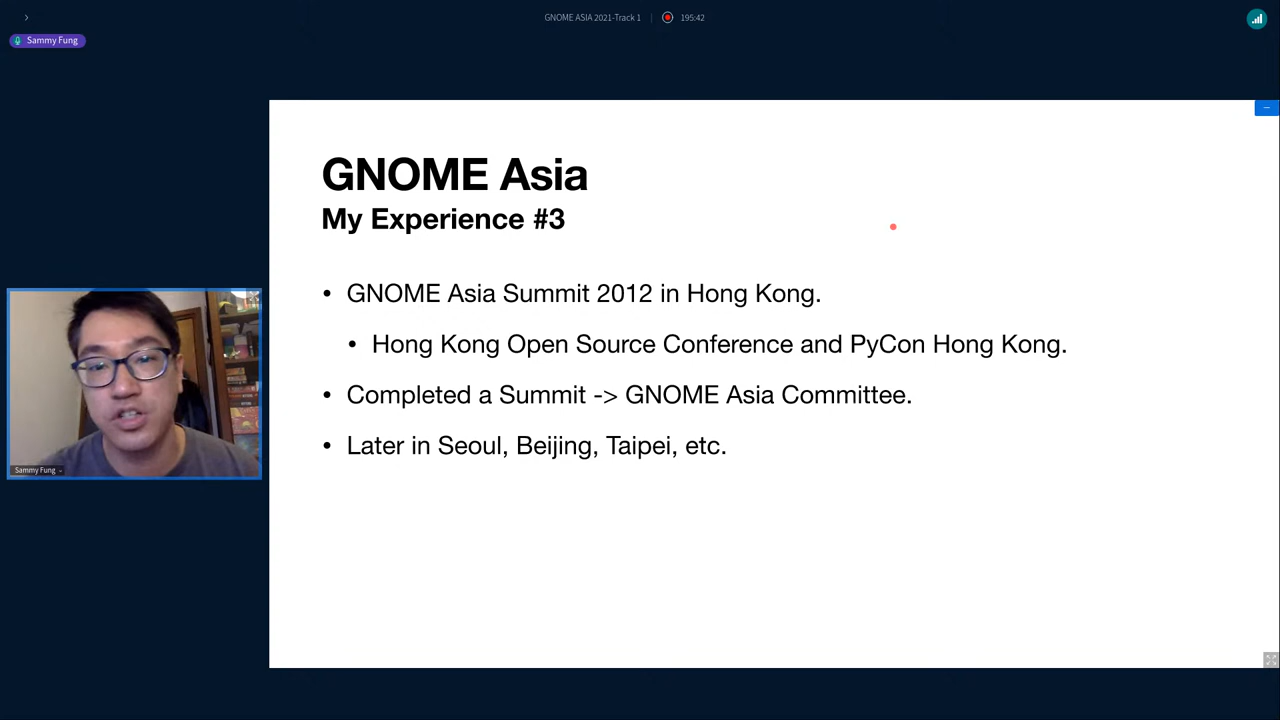 GNOME ASIA 2021-Track 1 | 195:42
Sammy Fung
GNOME Asia
My Experience #3
• GNOME Asia Summit 2012 in Hong Kong.
• Hong Kong Open Source Conference and PyCon Hong Kong.
• Completed a Summit -> GNOME Asia Committee.
• Later in Seoul, Beijing, Taipei, etc.
Sammy Fung